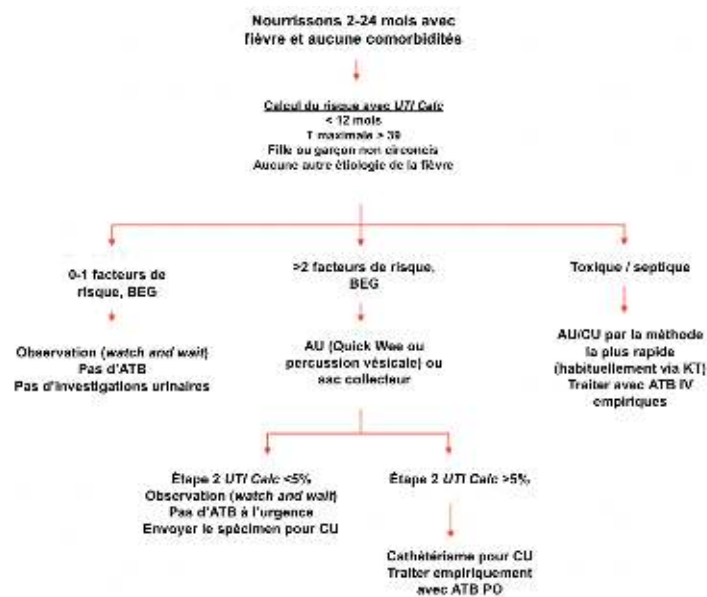 Nourrissons 2-24 mois avec
fièvre et aucune comorbidités
Calcul du risque avec UTI Calc
< 12 mois
T maximale > 39
Fille ou garçon non circoncis
Aucune autre étiologie de la fièvre
0-1 facteurs de
risque, BEG
>2 facteurs de risque,
BEG
Toxique / septique
Observation (watch and wait)
Pas d'ATB
Pas d'investigations urinaires
AU (Quick Wee ou
percussion vésicale) ou
sac collecteur
AU/CU par la méthode
la plus rapide
(habituellement via KT)
Traiter avec ATB IV
empiriques
Étape 2 UTI Calc <5%
Observation (watch and wait)
Pas d'ATB à l'urgence
Envoyer le spécimen pour CU
Étape 2 UTI Calc >5%
Cathétérisme pour CU
Traiter empiriquement
avec ATB PO